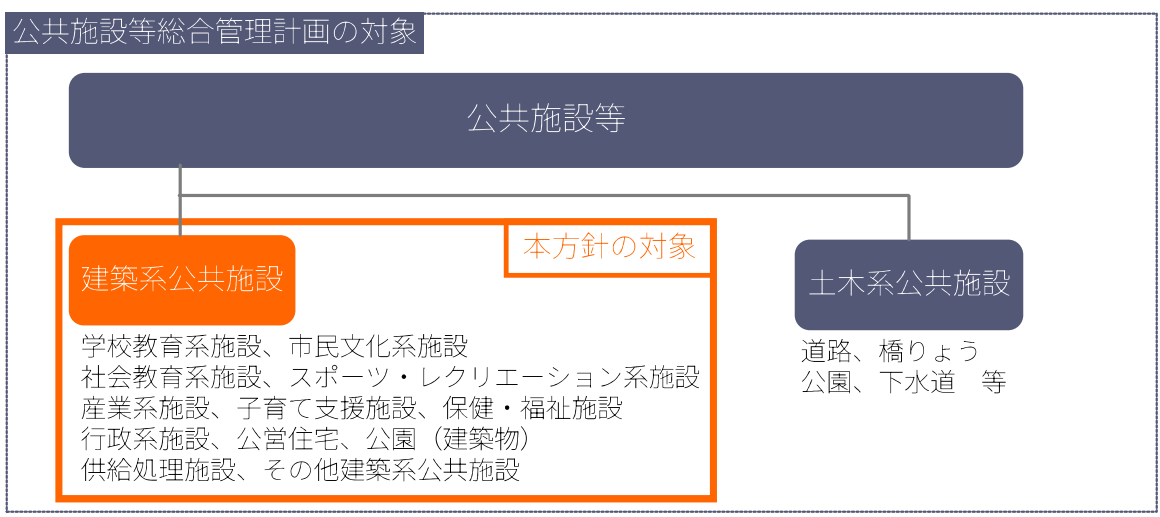 公共施設等総合管理計画の対象
公共施設等
本方針の対象
建築系公共施設
学校教育系施設、市民文化系施設
社会教育系施設、スポーツ・レクリエーション系施設
産業系施設、子育て支援施設、保健・福祉施設
行政系施設、公営住宅、公園（建築物）
供給処理施設、その他建築系公共施設
土木系公共施設
道路、橋りょう
公園、下水道　等